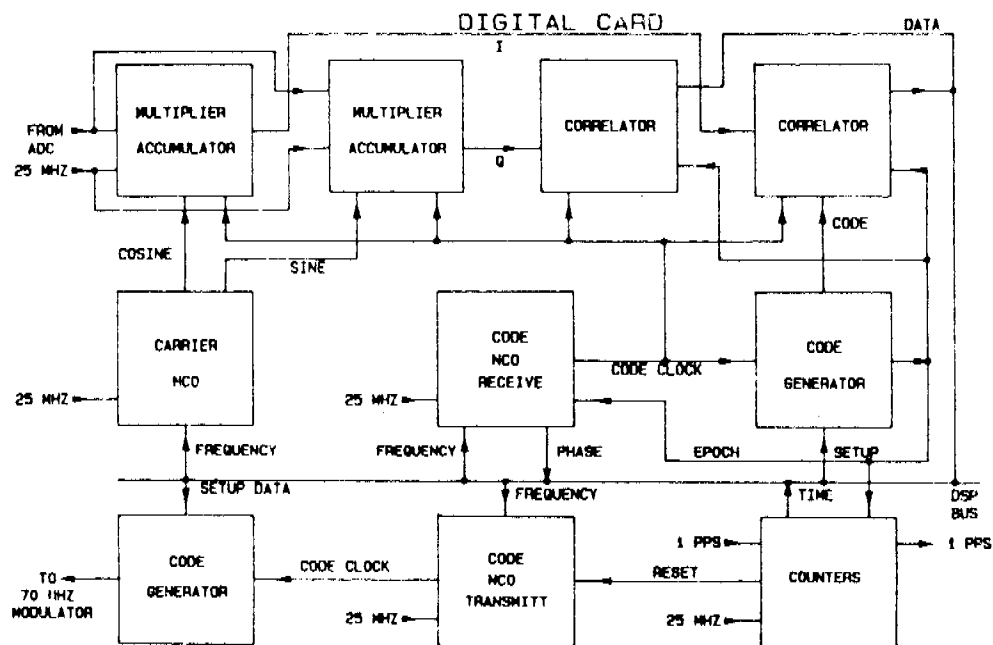 DIGITAL CARD
DATA
I
MULTIPLIER
ACCUMULATOR
MULTIPLIER
ACCUMULATOR
CORRELATOR
CORRELATOR
FROM
ADC
25 MHZ
Q
COSINE
SINE
CODE
CARRIER
NCO
CODE
NCO
RECEIVE
CODE CLOCK
CODE
GENERATOR
25 MHZ
25 MHZ
FREQUENCY
FREQUENCY
PHASE
EPOCH
SETUP
SETUP DATA
FREQUENCY
TIME
DSP
BUS
CODE
GENERATOR
CODE CLOCK
CODE
NCO
TRANSMITT
RESET
1 PPS
COUNTERS
1 PPS
TO
70 MHZ
MODULATOR
25 MHZ
25 MHZ